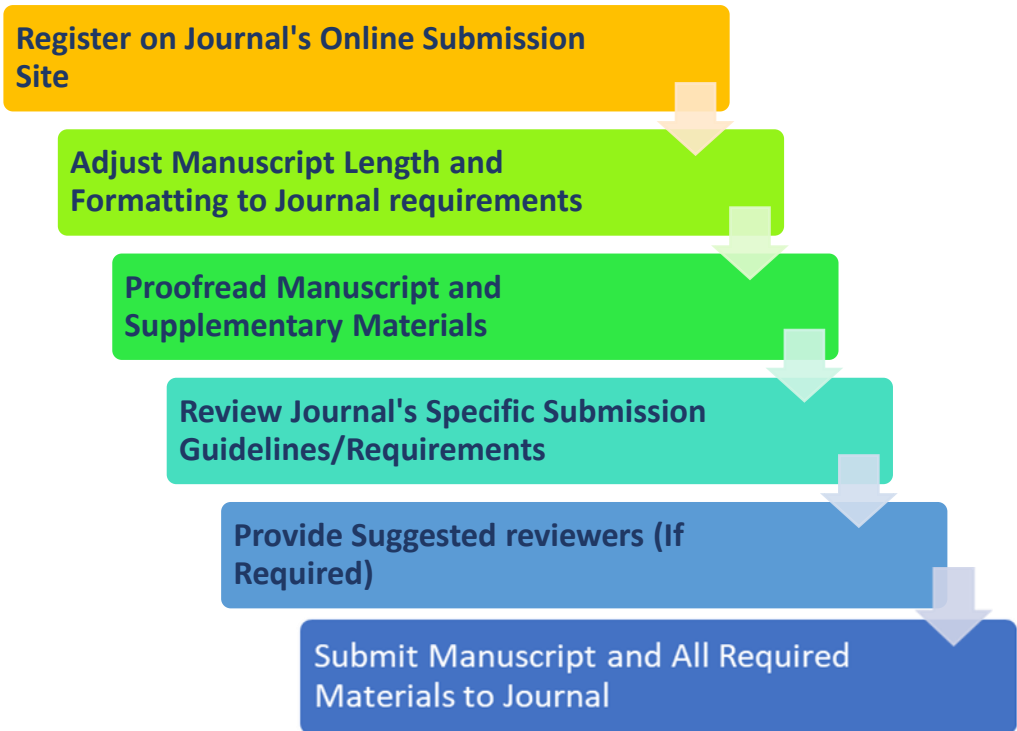 Register on Journal's Online Submission
Site
Adjust Manuscript Length and
Formatting to Journal requirements
Proofread Manuscript and
Supplementary Materials
Review Journal's Specific Submission
Guidelines/Requirements
Provide Suggested reviewers (If
Required)
Submit Manuscript and All Required
Materials to Journal